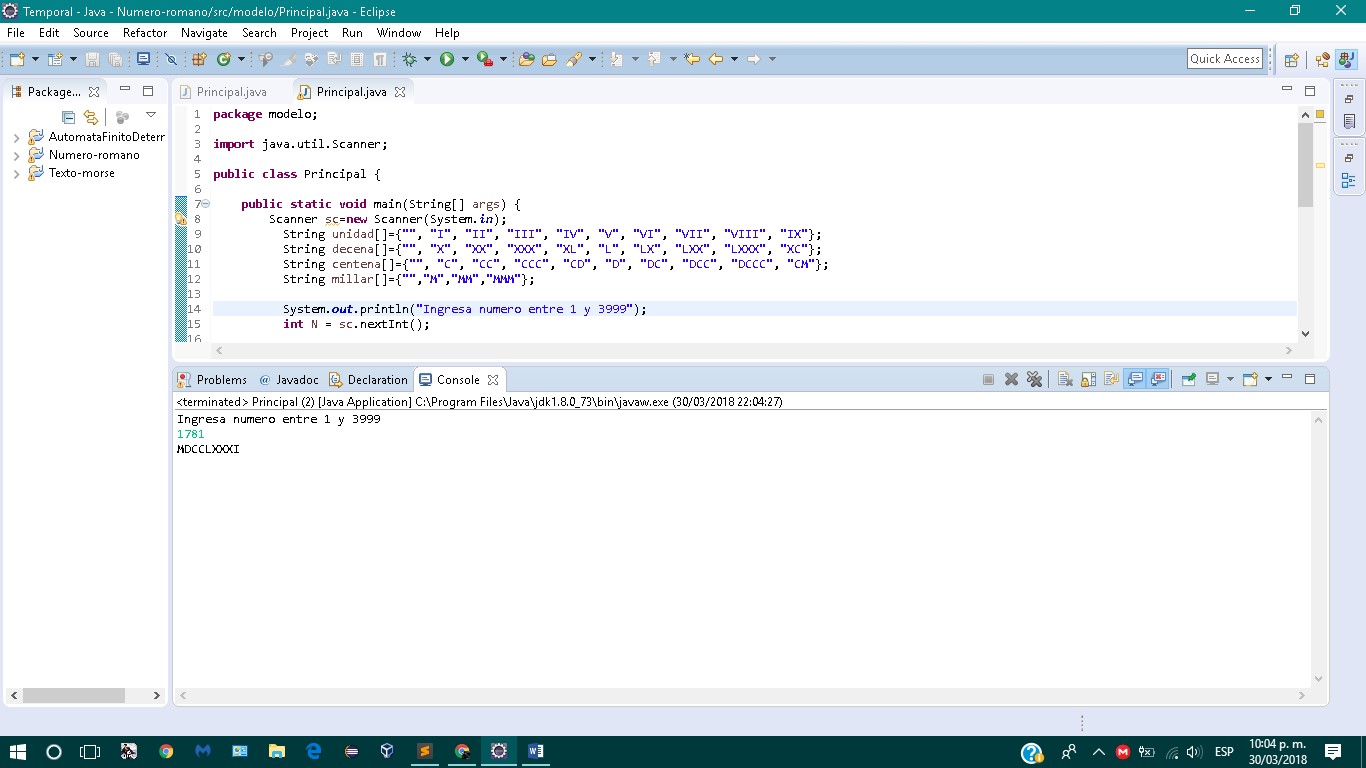 Temporal - Java - Numero-romano/src/modelo/Principal.java - Eclipse
File Edit Source Refactor Navigate Search Project Run Window Help
Quick Access
Package...
Principal.java
Principal.java
AutomataFinitoDeterr
Numero-romano
Texto-morse
1 package modelo;
2
3 import java.util.Scanner;
4
5 public class Principal {
6
7 public static void main(String[] args) {
8 Scanner sc=new Scanner(System.in);
9 String unidad[]={"", "I", "II", "III", "IV", "V", "VI", "VII", "VIII", "IX"};
10 String decena[]={"", "X", "XX", "XXX", "XL", "L", "LX", "LXX", "LXXX", "XC"};
11 String centena[]={"", "C", "CC", "CCC", "CD", "D", "DC", "DCC", "DCCC", "CM"};
12 String millar[]={"","M","MM","MMM"};
13
14 System.out.println("Ingresa numero entre 1 y 3999");
15 int N = sc.nextInt();
16
Problems @ Javadoc Declaration Console
<terminated> Principal (2) [Java Application] C:\Program Files\Java\jdk1.8.0_73\bin\javaw.exe (30/03/2018 22:04:27)
Ingresa numero entre 1 y 3999
1781
MDCCLXXXI
ESP
10:04 p. m.
30/03/2018